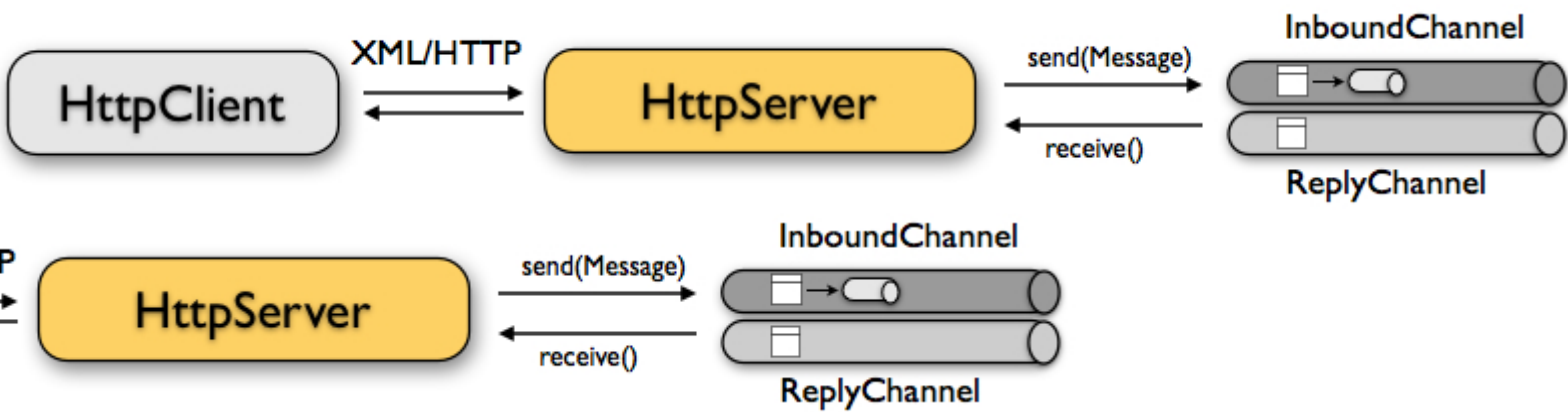 InboundChannel
XML/HTTP
send(Message)
HttpClient
HttpServer
receive()
ReplyChannel
InboundChannel
P
send(Message)
HttpServer
receive()
ReplyChannel